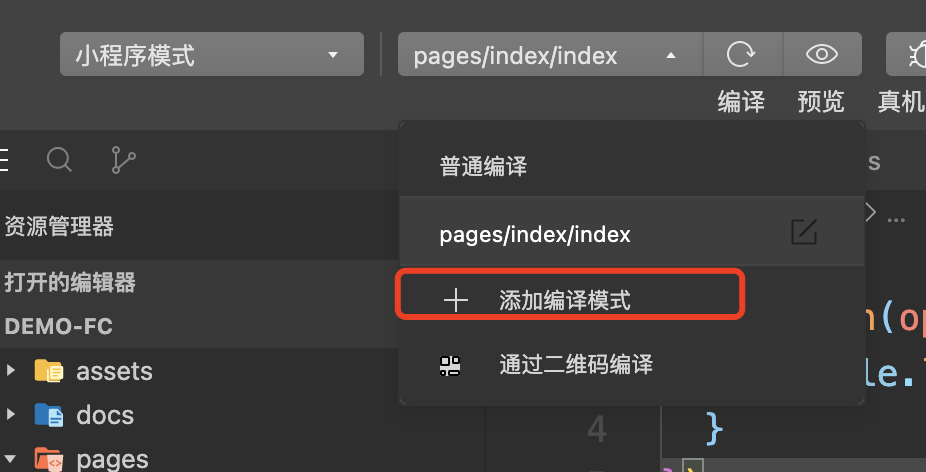 小程序模式
pages/index/index
编译
预览
真机
普通编译
pages/index/index
添加编译模式
通过二维码编译
资源管理器
打开的编辑器
DEMO-FC
assets
docs
pages
s
...
n(op
le.
4
}